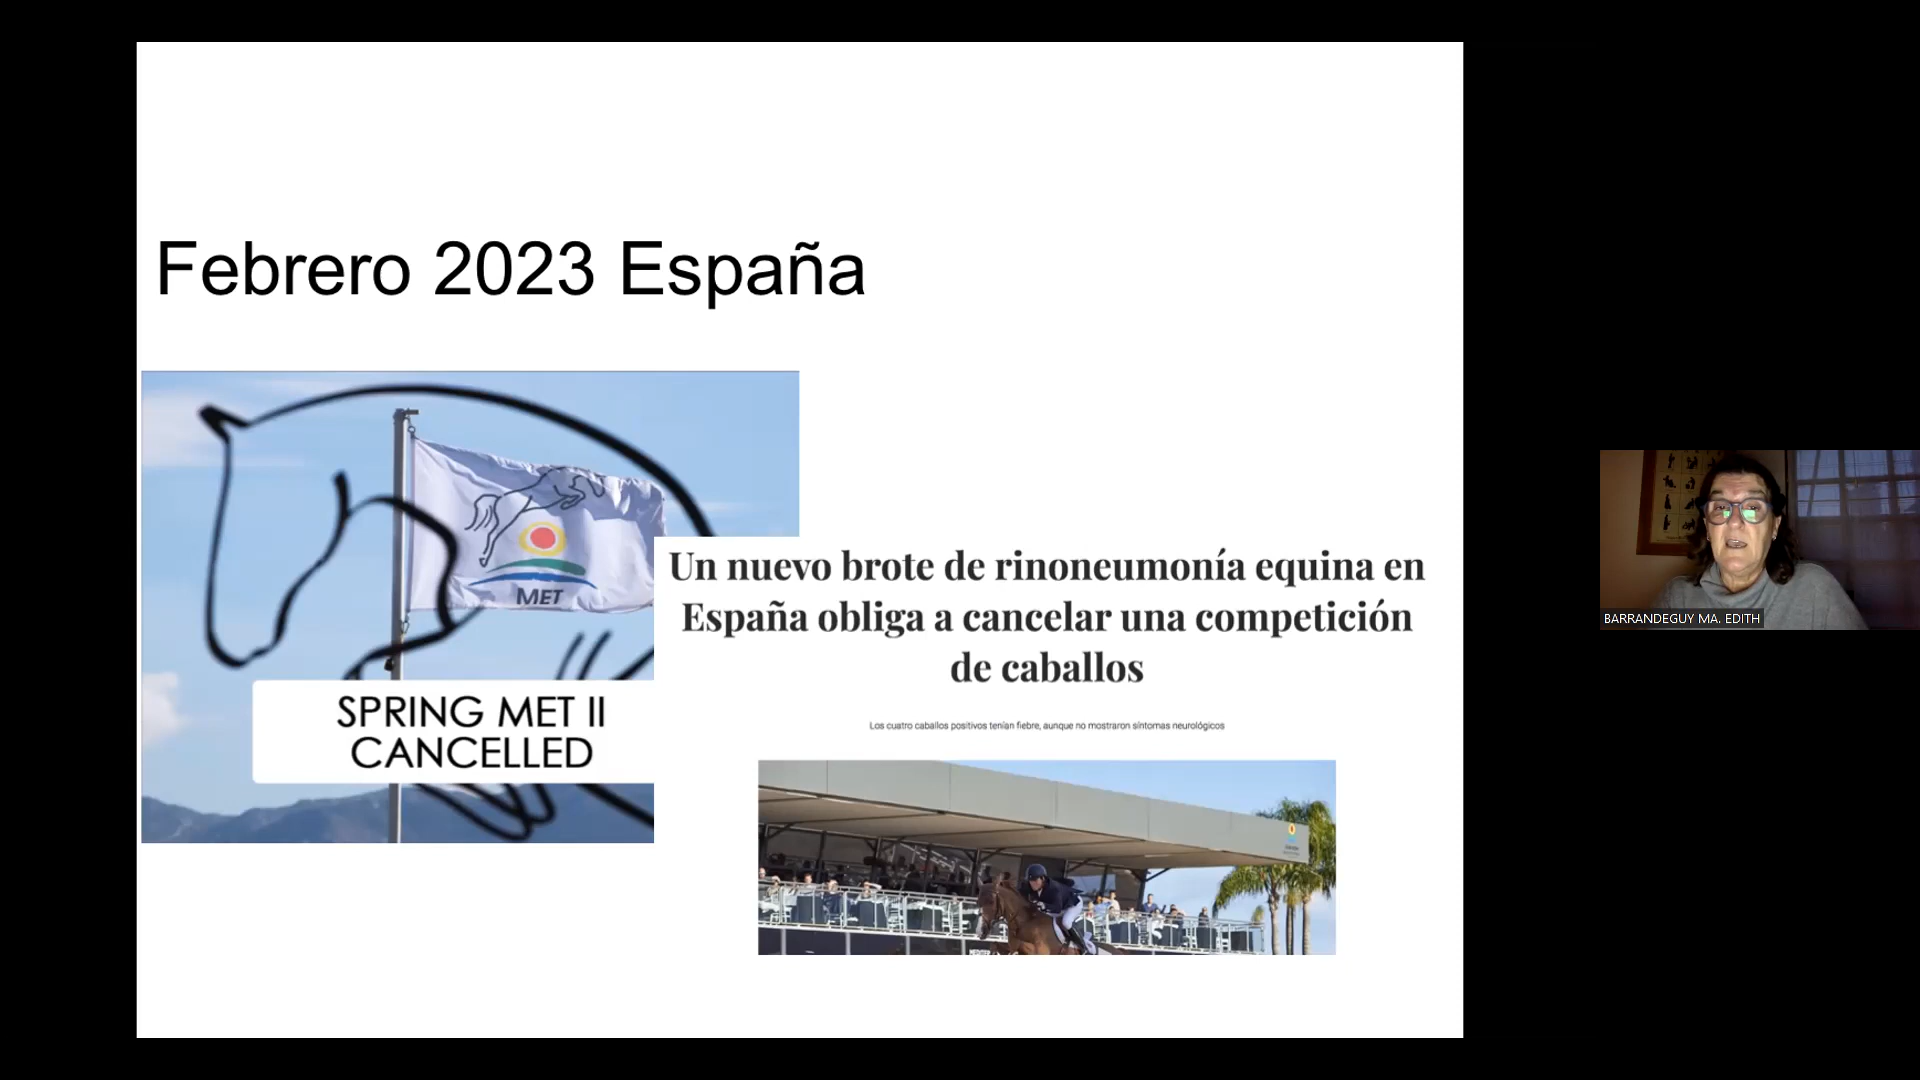 Febrero 2023 España
MET
SPRING MET II
CANCELLED
Un nuevo brote de rinoneumonía equina en
España obliga a cancelar una competición
de caballos
Los cuatro caballos positivos tenían fiebre, aunque no mostraron síntomas neurológicos
BARRANDEGUY MA. EDITH